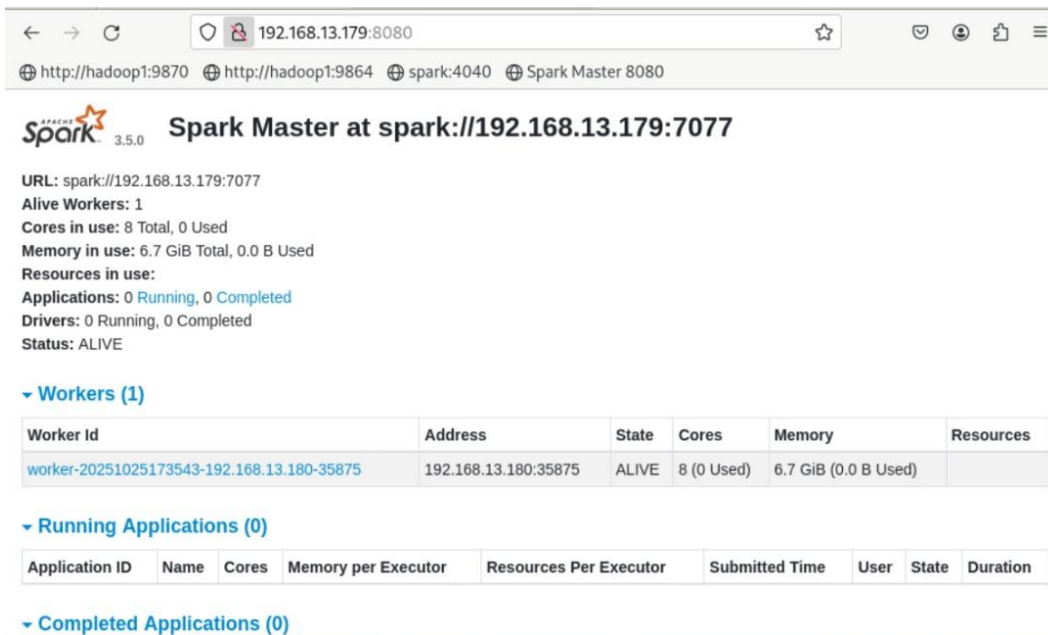 192.168.13.179:8080
http://hadoop1:9870 http://hadoop1:9864 spark:4040 Spark Master 8080
APACHE
Spark 3.5.0 Spark Master at spark://192.168.13.179:7077
URL: spark://192.168.13.179:7077
Alive Workers: 1
Cores in use: 8 Total, 0 Used
Memory in use: 6.7 GiB Total, 0.0 B Used
Resources in use:
Applications: 0 Running, 0 Completed
Drivers: 0 Running, 0 Completed
Status: ALIVE
Workers (1)
Worker Id Address State Cores Memory Resources
worker-20251025173543-192.168.13.180-35875 192.168.13.180:35875 ALIVE 8 (0 Used) 6.7 GiB (0.0 B Used)
Running Applications (0)
Application ID Name Cores Memory per Executor Resources Per Executor Submitted Time User State Duration
Completed Applications (0)